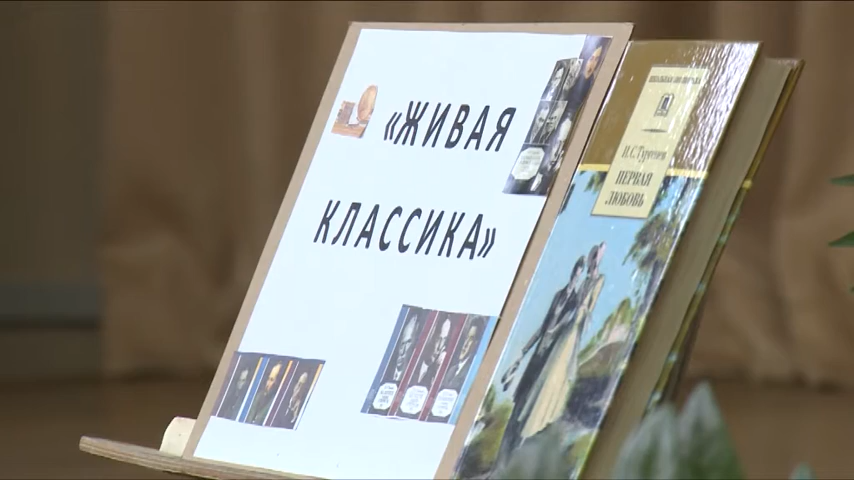 «ЖИВАЯ
КЛАССИКА»
ШКОЛЬНАЯ БИБЛИОТЕКА
И.С.Тургенев
ПЕРВАЯ
ЛЮБОВЬ